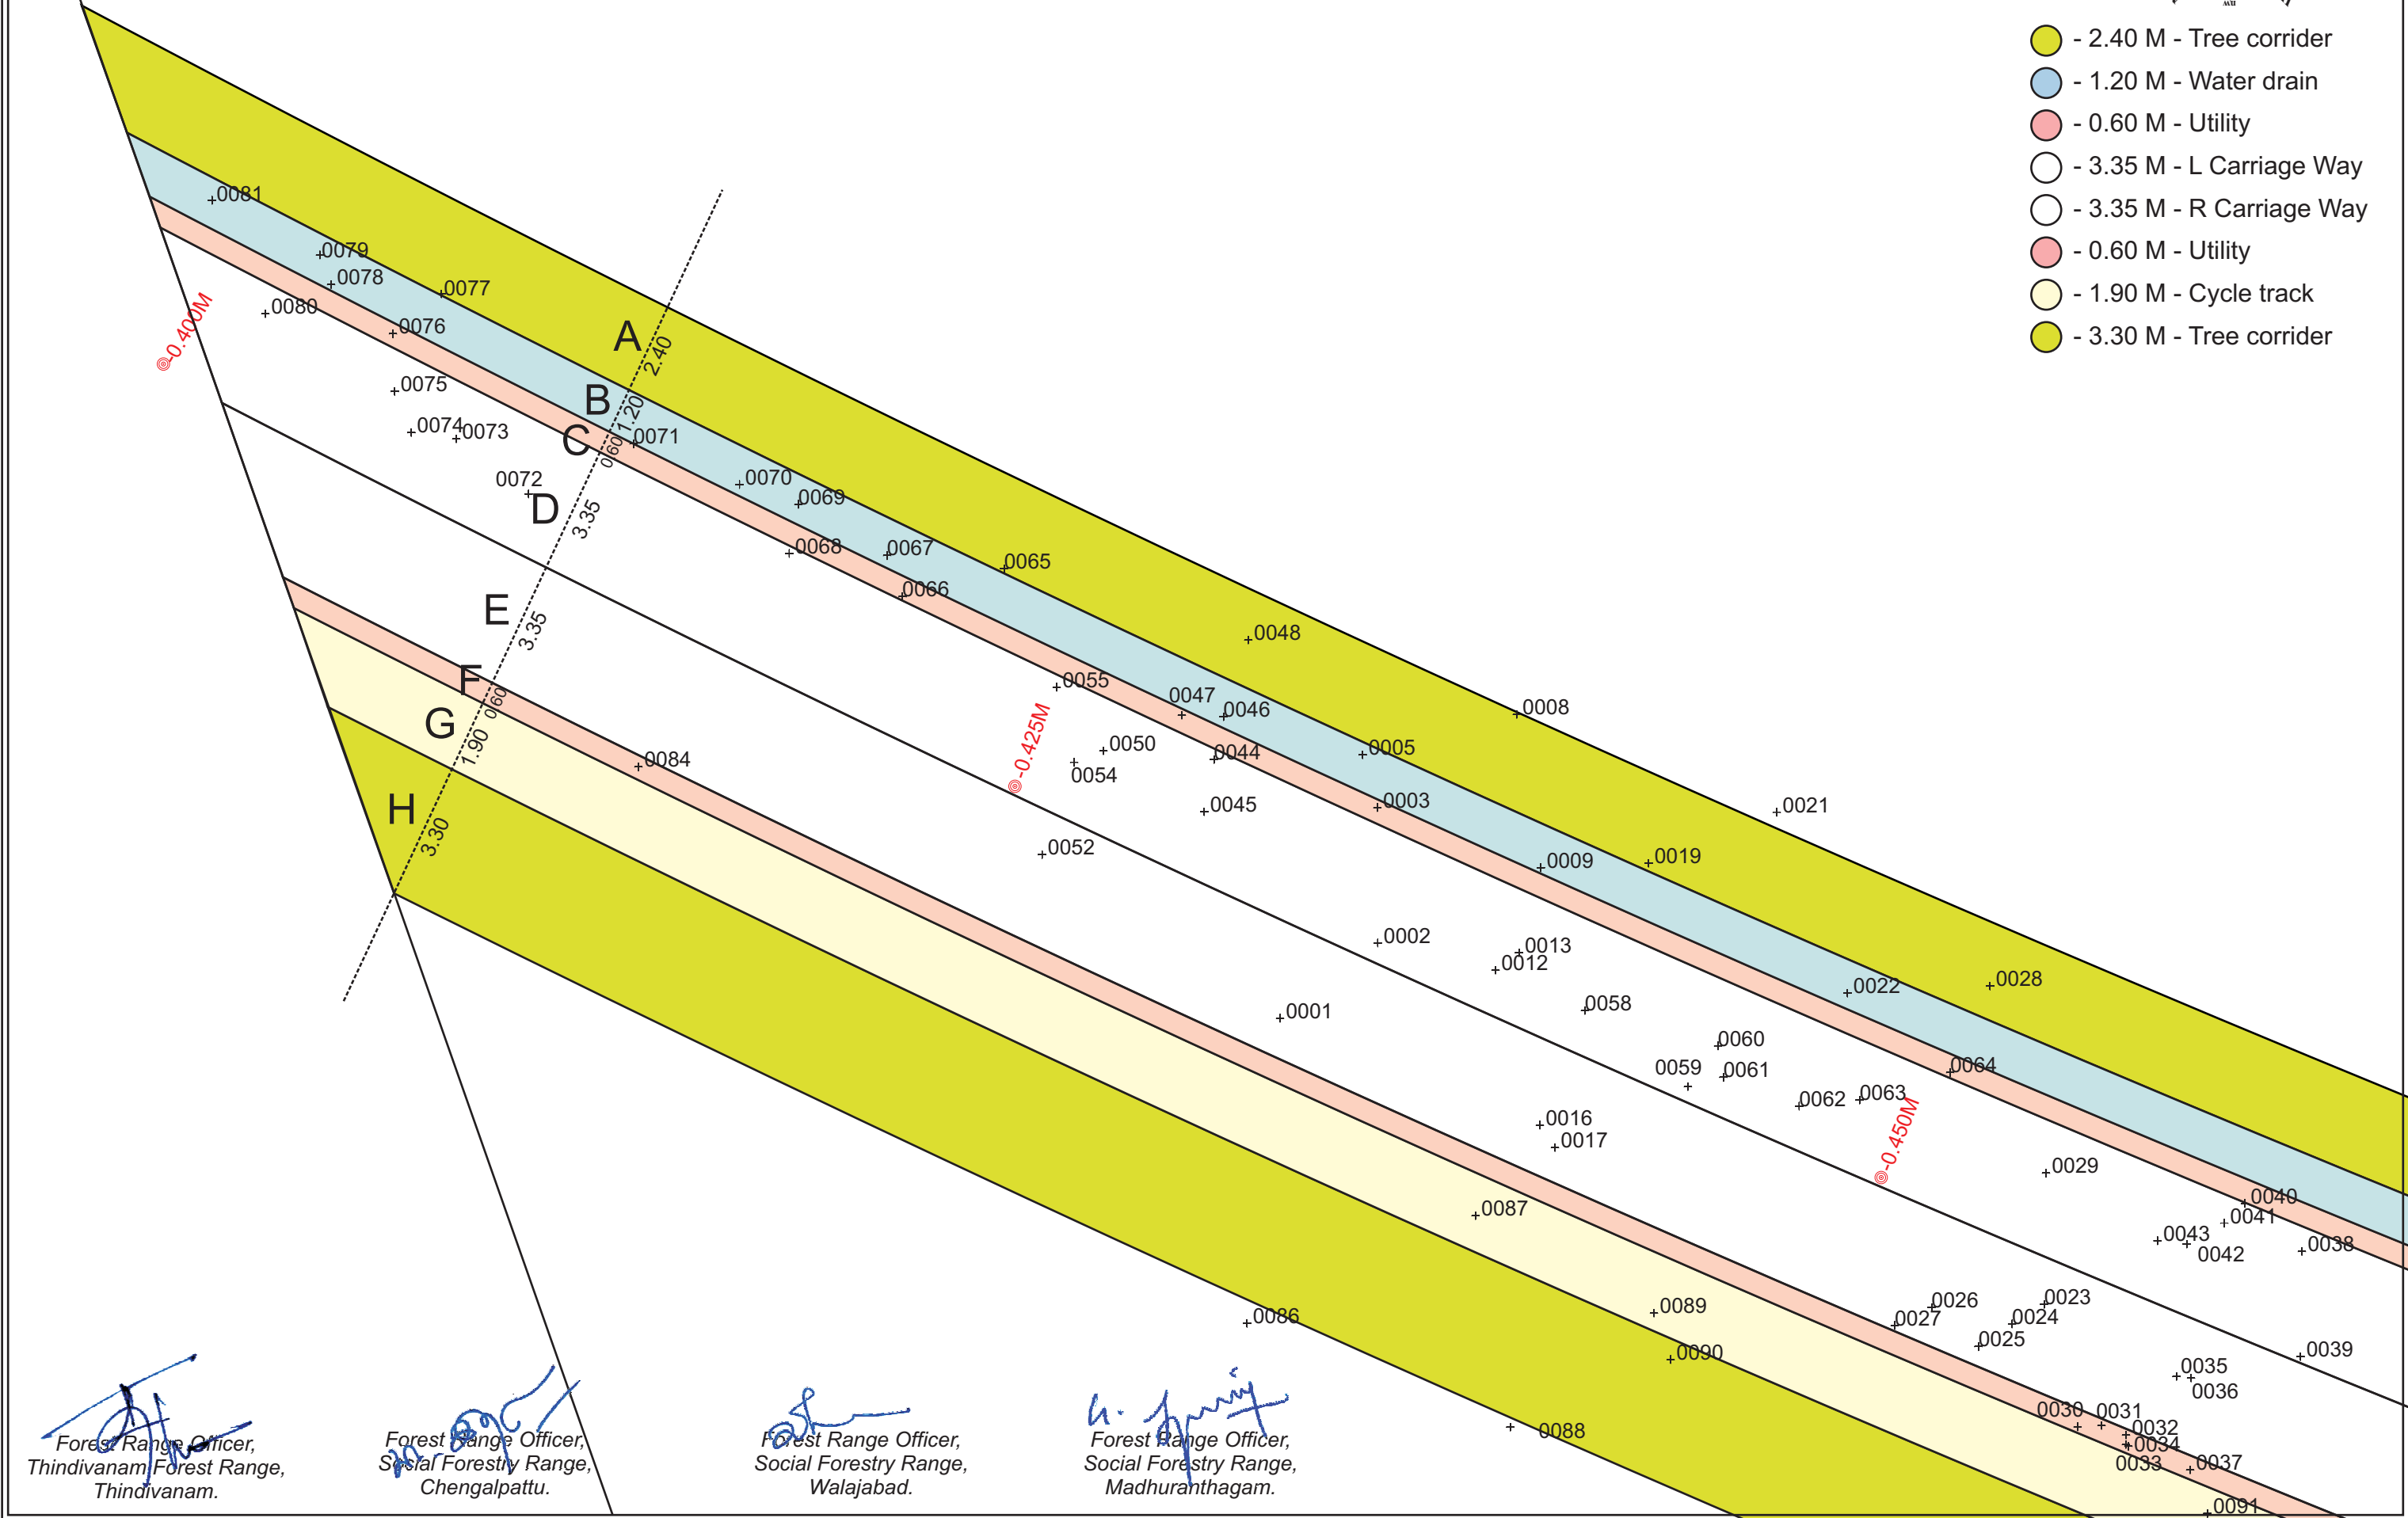 - 2.40 M - Tree corrider
- 1.20 M - Water drain
- 0.60 M - Utility
- 3.35 M - L Carriage Way
- 3.35 M - R Carriage Way
- 0.60 M - Utility
- 1.90 M - Cycle track
- 3.30 M - Tree corrider
0081
0079
0078
0077
0080
0076
-0.400M
A
2.40
0075
B
1.20
0074
0073
C
0.60
0071
0072
D
3.35
0070
0069
0068
0067
0065
0066
E
3.35
0048
F
0.60
0055
0047
0046
0008
G
1.90
-0.425M
0050
0044
0005
0084
0054
0045
0003
0021
H
3.30
0052
0009
0019
0002
0013
0012
0022
0028
0001
0058
0060
0059
0061
0064
0062
0063
0016
0017
-0.450M
0029
0087
0040
0041
0043
0042
0038
0086
0089
0026
0023
0027
0024
0025
0090
0039
0035
0036
0030
0031
0032
0088
0034
0033
0037
0091
Forest Range Officer,
Thindivanam Forest Range,
Thindivanam.
Forest Range Officer,
Social Forestry Range,
Chengalpattu.
Forest Range Officer,
Social Forestry Range,
Walajabad.
Forest Range Officer,
Social Forestry Range,
Madhuranthagam.